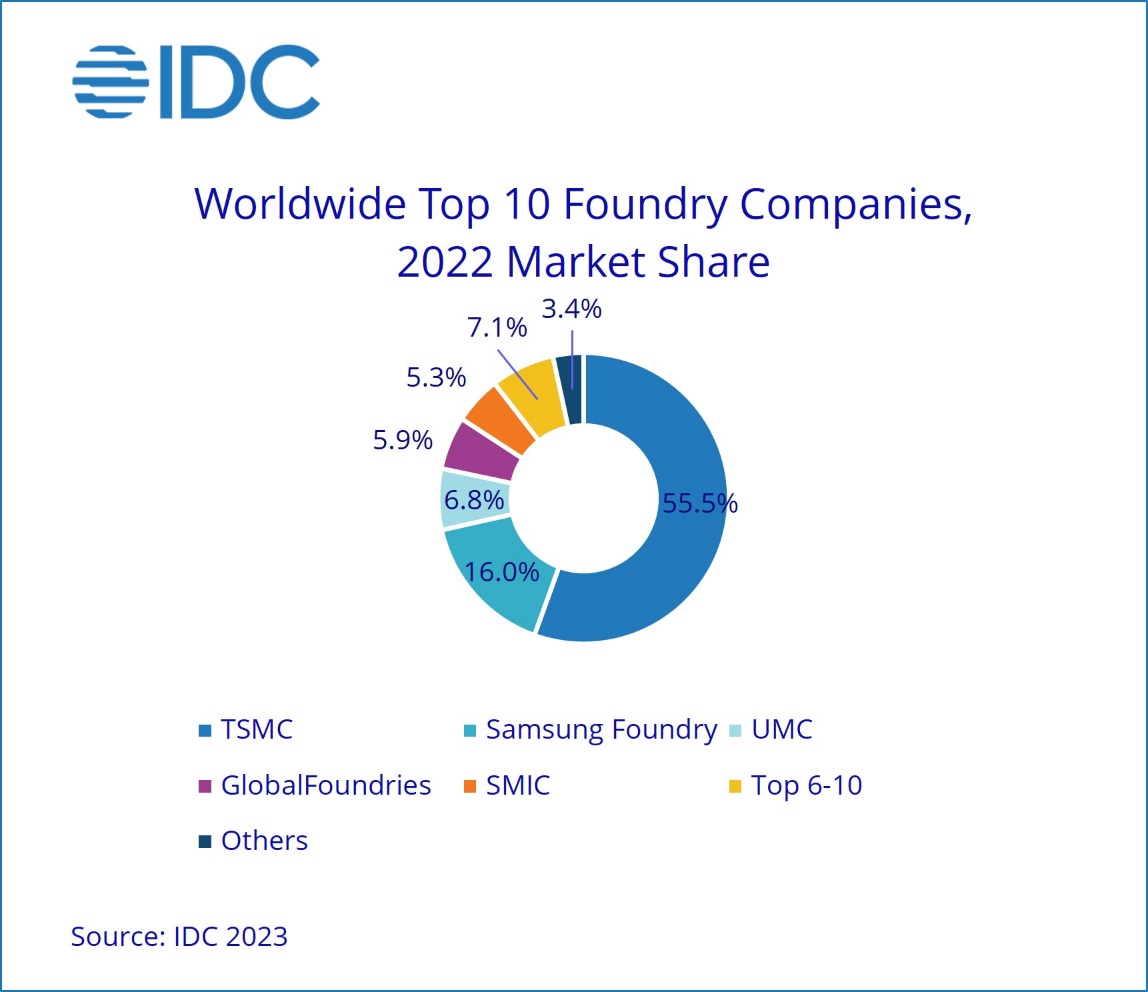 IDC
Worldwide Top 10 Foundry Companies,
2022 Market Share
3.4%
7.1%
5.3%
5.9%
6.8%
55.5%
16.0%
TSMC
Samsung Foundry
UMC
GlobalFoundries
SMIC
Top 6-10
Others
Source: IDC 2023